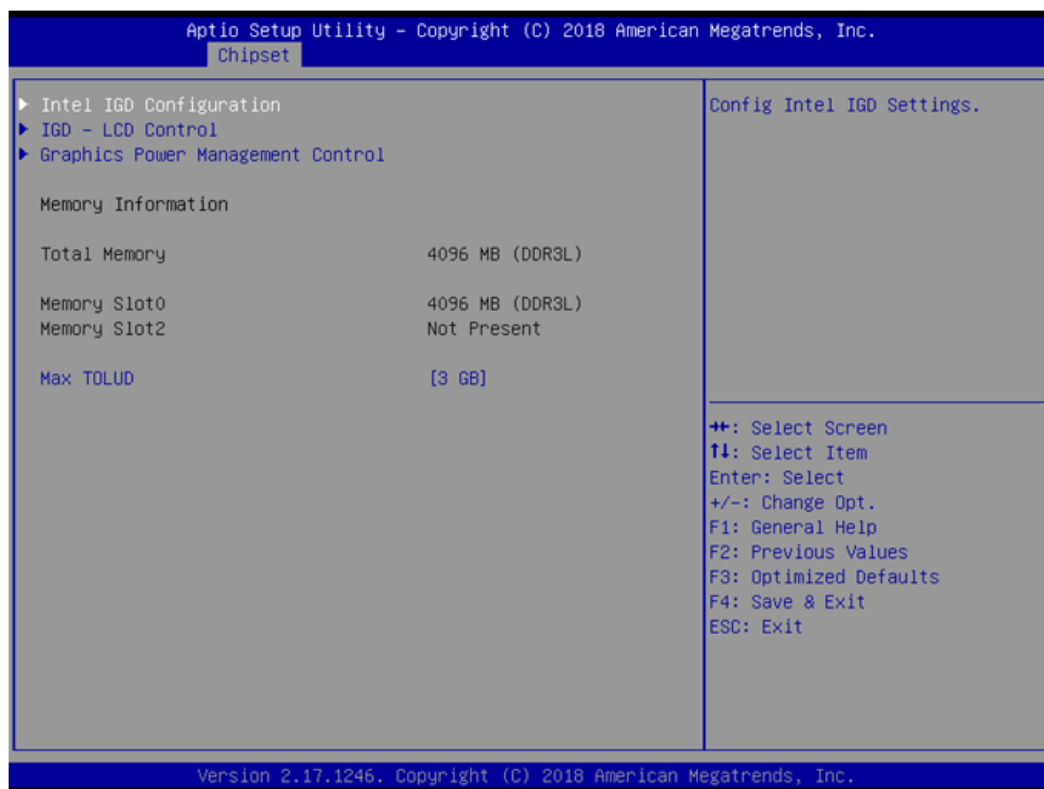 Aptio Setup Utility – Copyright (C) 2018 American Megatrends, Inc.
Chipset
▶ Intel IGD Configuration
▶ IGD – LCD Control
▶ Graphics Power Management Control
Memory Information
Total Memory 4096 MB (DDR3L)
Memory Slot0 4096 MB (DDR3L)
Memory Slot2 Not Present
Max TOLUD [3 GB]
Config Intel IGD Settings.
→←: Select Screen
↑↓: Select Item
Enter: Select
+/-: Change Opt.
F1: General Help
F2: Previous Values
F3: Optimized Defaults
F4: Save & Exit
ESC: Exit
Version 2.17.1246. Copyright (C) 2018 American Megatrends, Inc.